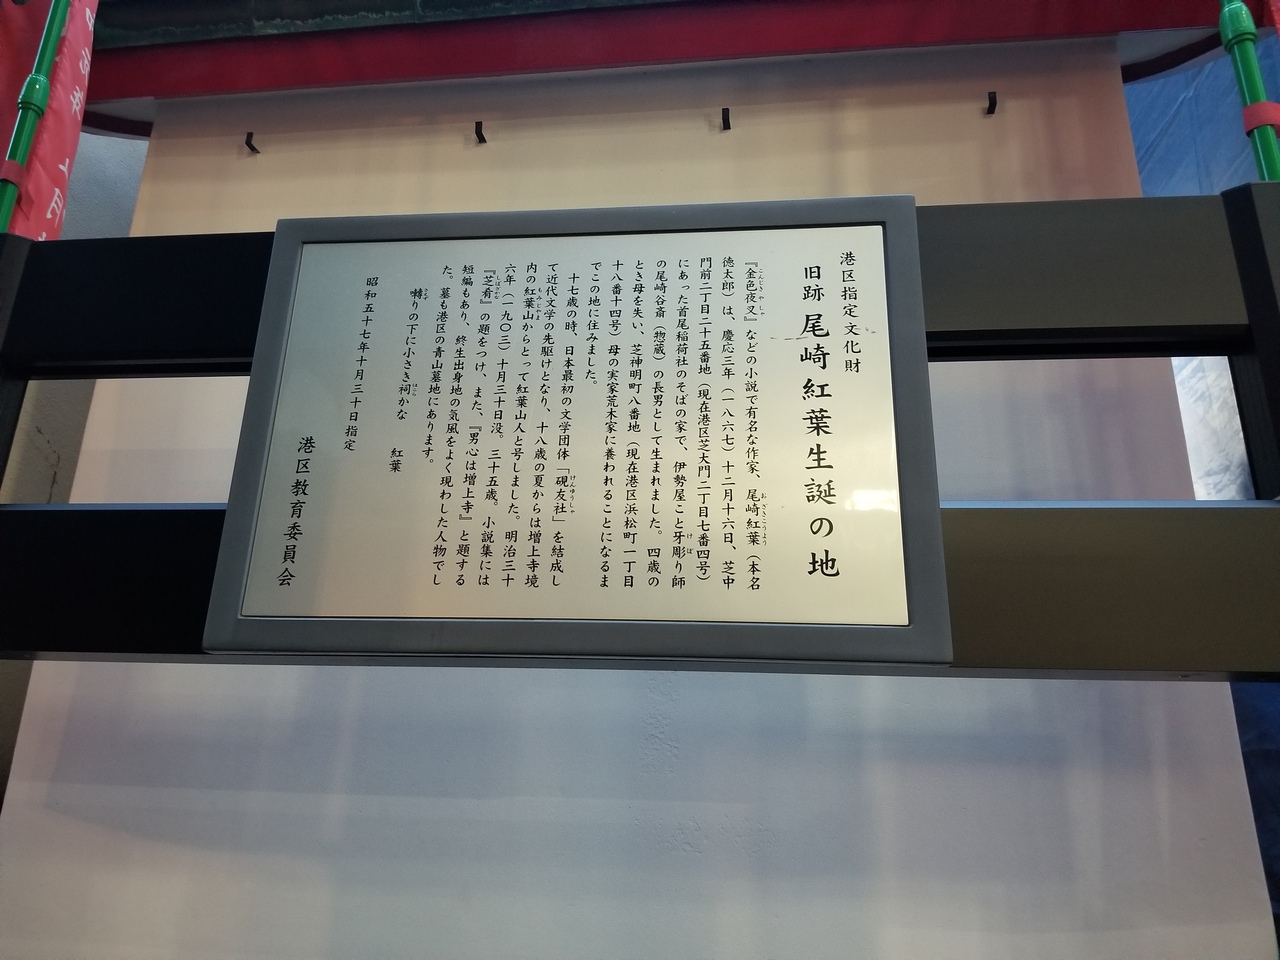 港区指定文化財
旧跡 尾崎紅葉生誕の地
『金色夜叉』などの小説で有名な作家、尾崎紅葉（本名
徳太郎）は、慶応三年（一八六七）十二月十六日、芝中
門前二丁目二十五番地（現在港区芝大門二丁目七番四号）
にあった首尾稲荷社のそばの家で、伊勢屋こと牙彫り師
の尾崎谷斎（惣蔵）の長男として生まれました。四歳の
とき母を失い、芝神明町八番地（現在港区浜松町一丁目
十八番十四号）母の実家荒木家に養われることになるま
でこの地に住みました。
十七歳の時、日本最初の文学団体「硯友社」を結成し
て近代文学の先駆けとなり、十八歳の夏からは増上寺境
内の紅葉山からとって紅葉山人と号しました。明治三十
六年（一九〇三）十月三十日没。三十五歳。小説集には
『芝肴』の題をつけ、また、『男心は増上寺』と題する
短編もあり、終生出身地の気風をよく現わした人物でし
た。墓も港区の青山墓地にあります。
囀りの下に小さき祠かな 紅葉
昭和五十七年十月三十日指定
港区教育委員会